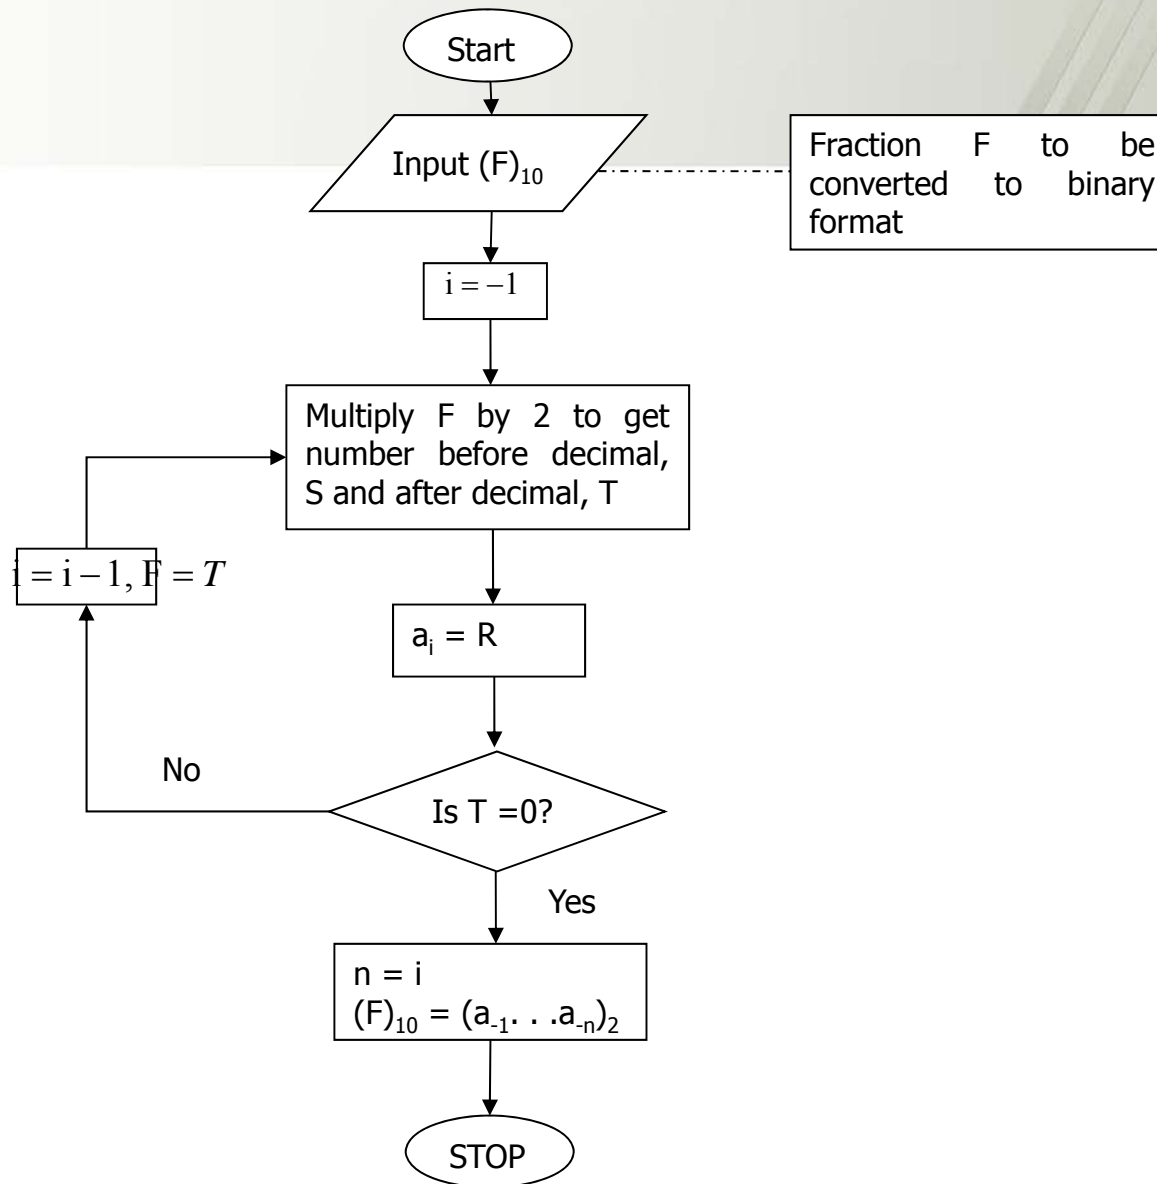 Start
Input (F)₁₀
Fraction F to be
converted to binary
format
i = −1
Multiply F by 2 to get
number before decimal,
S and after decimal, T
i = i − 1, F = T
aᵢ = R
No
Is T =0?
Yes
n = i
(F)₁₀ = (a₋₁. . .a₋ₙ)₂
STOP